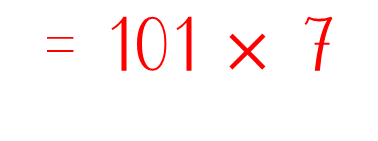 = 101 × 7